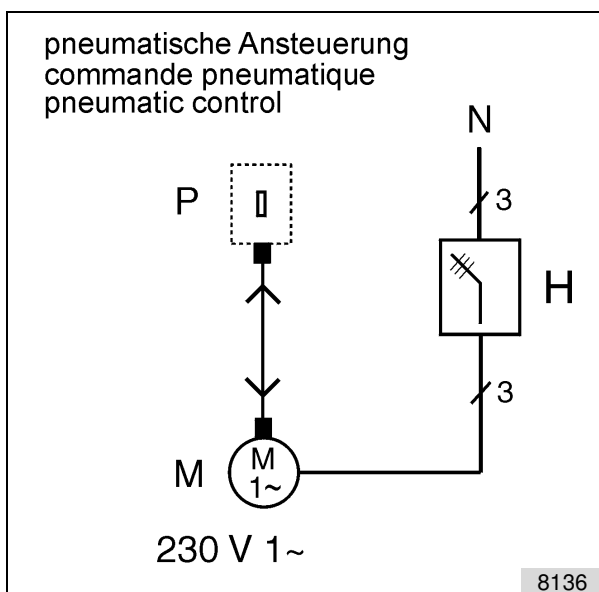 pneumatische Ansteuerung
commande pneumatique
pneumatic control
N
P
3
H
3
M
M
1~
230 V 1~
8136